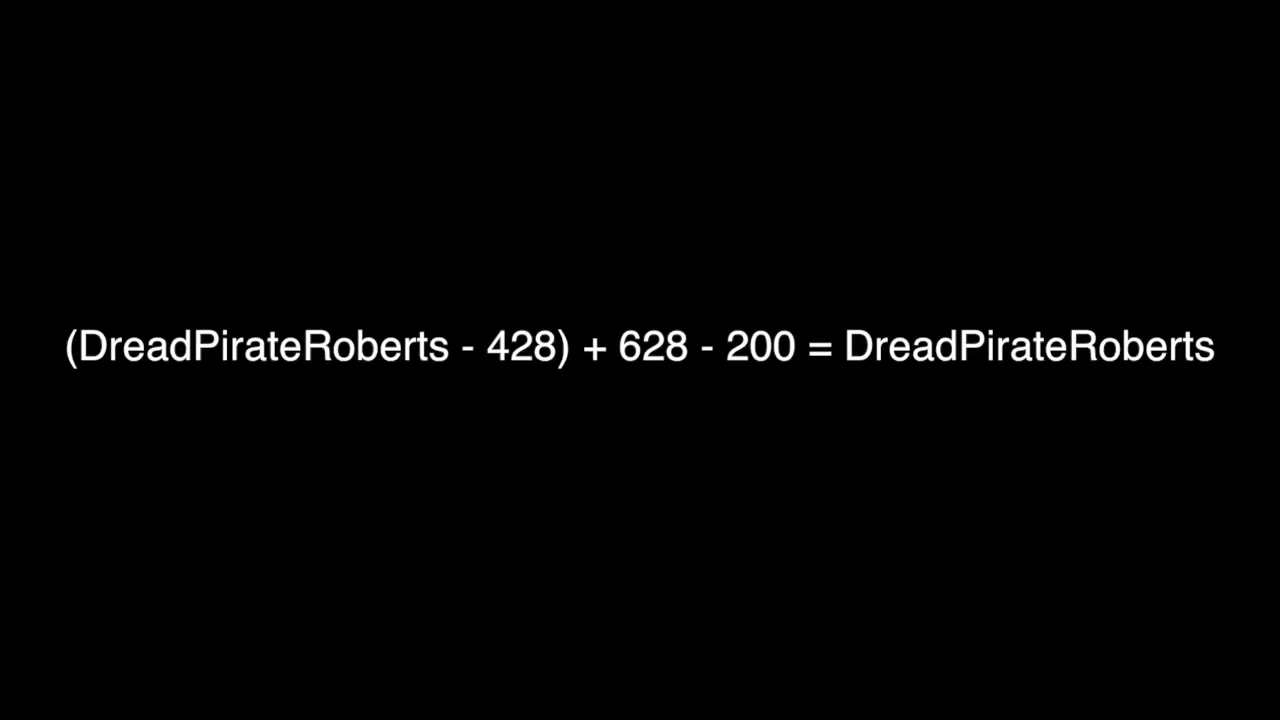 (DreadPirateRoberts - 428) + 628 - 200 = DreadPirateRoberts